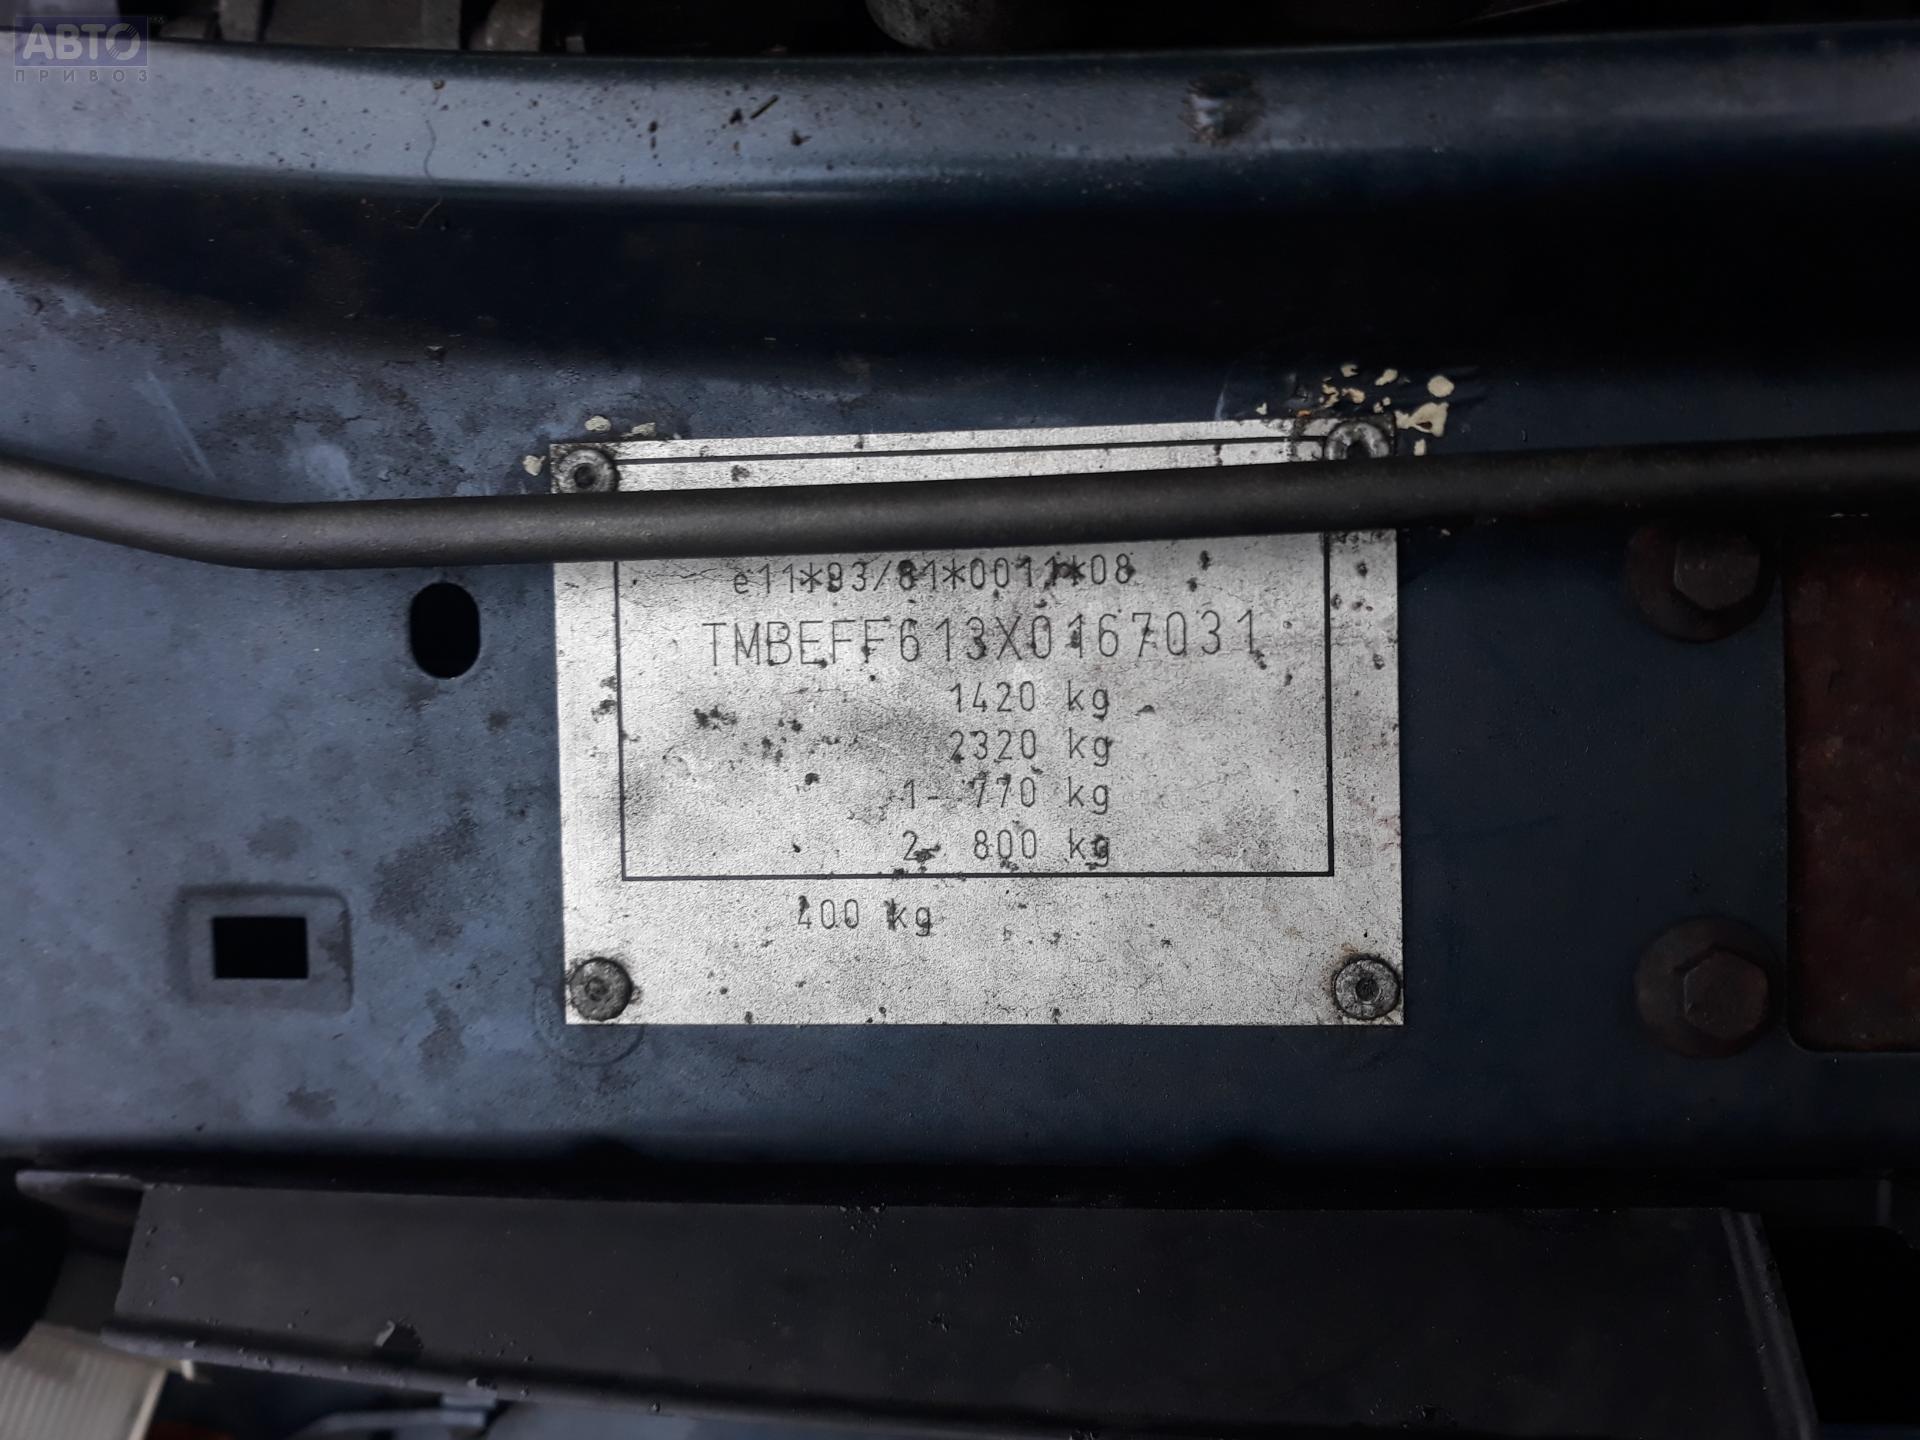 АВТО
ПРИВОЗ
e11*93/81*0011*08
TMBEFF613X0167031
1420 kg
2320 kg
1- 770 kg
2- 800 kg
400 kg